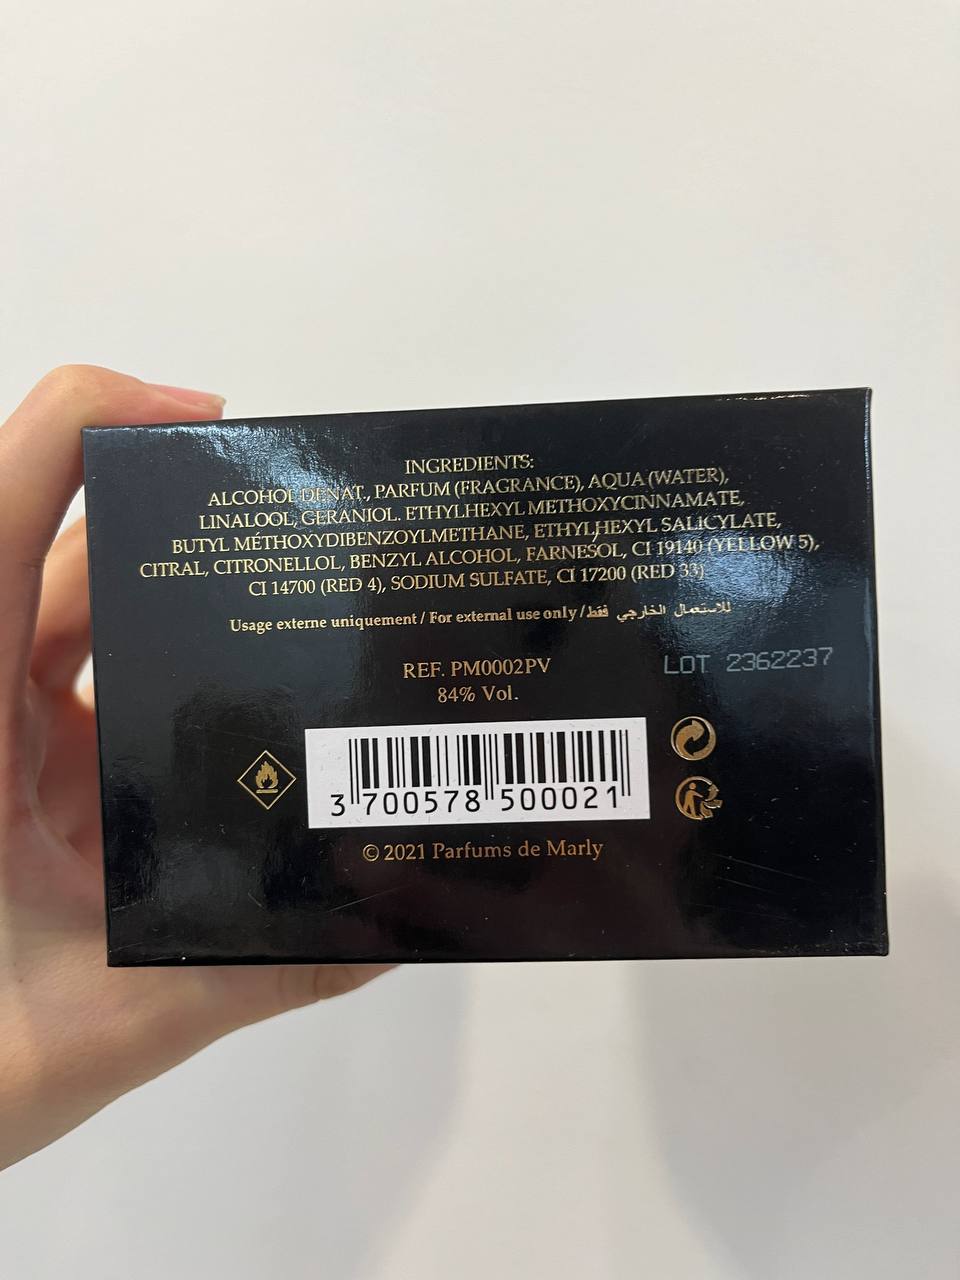 INGREDIENTS:
ALCOHOL DENAT., PARFUM (FRAGRANCE), AQUA (WATER),
LINALOOL, GERANIOL. ETHYLHEXYL METHOXYCINNAMATE,
BUTYL MÉTHOXYDIBENZOYLMETHANE, ETHYLHEXYL SALICYLATE,
CITRAL, CITRONELLOL, BENZYL ALCOHOL, FARNESOL, CI 19140 (YELLOW 5),
CI 14700 (RED 4), SODIUM SULFATE, CI 17200 (RED 33)
Usage externe uniquement / For external use only / للاستعمال الخارجي فقط
REF. PM0002PV
84% Vol.
LOT 2362237
3 700578 500021
© 2021 Parfums de Marly